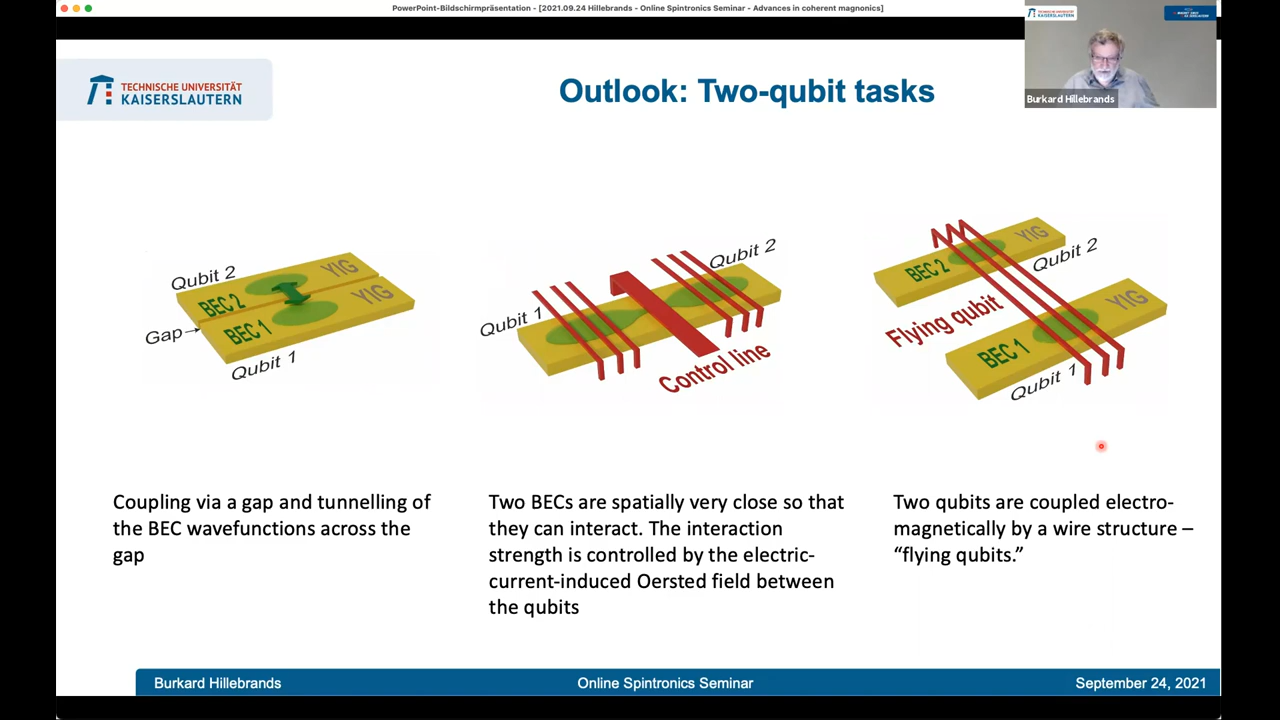 PowerPoint-Bildschirmpräsentation - [2021.09.24 Hillebrands - Online Spintronics Seminar - Advances in coherent magnonics]
TECHNISCHE UNIVERSITÄT
KAISERSLAUTERN
Outlook: Two-qubit tasks
TECHNISCHE UNIVERSITÄT
KAISERSLAUTERN
Burkard Hillebrands
Qubit 2
YIG
BEC 2
YIG
Gap
BEC 1
Qubit 1
Qubit 2
Qubit 1
Control line
YIG
BEC 2
Qubit 2
Flying qubit
YIG
BEC 1
Qubit 1
Coupling via a gap and tunnelling of
the BEC wavefunctions across the
gap
Two BECs are spatially very close so that
they can interact. The interaction
strength is controlled by the electric-
current-induced Oersted field between
the qubits
Two qubits are coupled electro-
magnetically by a wire structure –
“flying qubits.”
Burkard Hillebrands
Online Spintronics Seminar
September 24, 2021